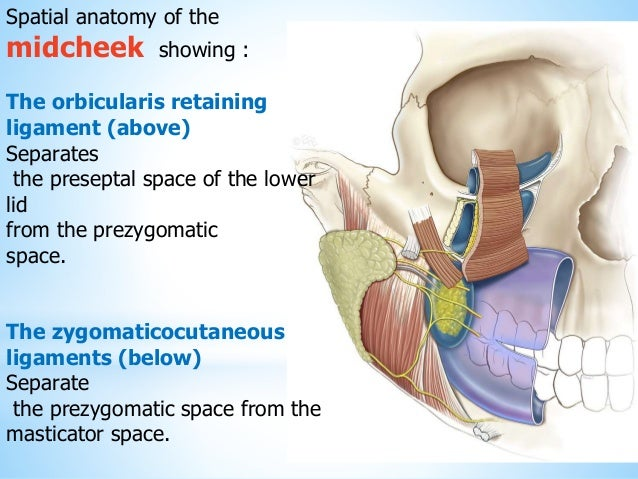 Spatial anatomy of the
midcheek showing :
The orbicularis retaining
ligament (above)
Separates
the preseptal space of the lower
lid
from the prezygomatic
space.
The zygomaticocutaneous
ligaments (below)
Separate
the prezygomatic space from the
masticator space.